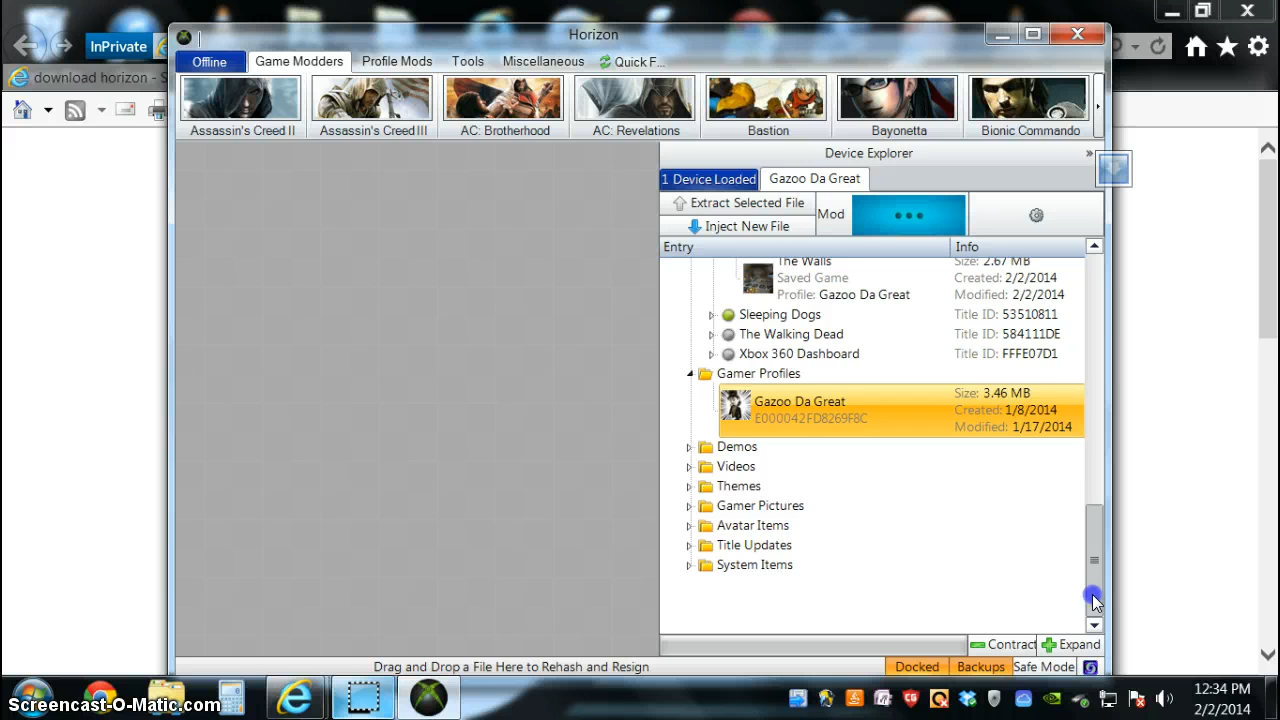 Horizon
InPrivate
download horizon - S
Offline
Game Modders
Profile Mods
Tools
Miscellaneous
Quick F...
Assassin's Creed II
Assassin's Creed III
AC: Brotherhood
AC: Revelations
Bastion
Bayonetta
Bionic Commando
Device Explorer
»
1 Device Loaded
Gazoo Da Great
Extract Selected File
Inject New File
Mod
Entry
Info
The Walls
Saved Game
Profile: Gazoo Da Great
Size: 2.67 MB
Created: 2/2/2014
Modified: 2/2/2014
Sleeping Dogs
Title ID: 53510811
The Walking Dead
Title ID: 584111DE
Xbox 360 Dashboard
Title ID: FFFE07D1
Gamer Profiles
Gazoo Da Great
E000042FD8269F8C
Size: 3.46 MB
Created: 1/8/2014
Modified: 1/17/2014
Demos
Videos
Themes
Gamer Pictures
Avatar Items
Title Updates
System Items
Contract
Expand
Drag and Drop a File Here to Rehash and Resign
Docked
Backups
Safe Mode
Screencast-O-Matic.com
12:34 PM
2/2/2014